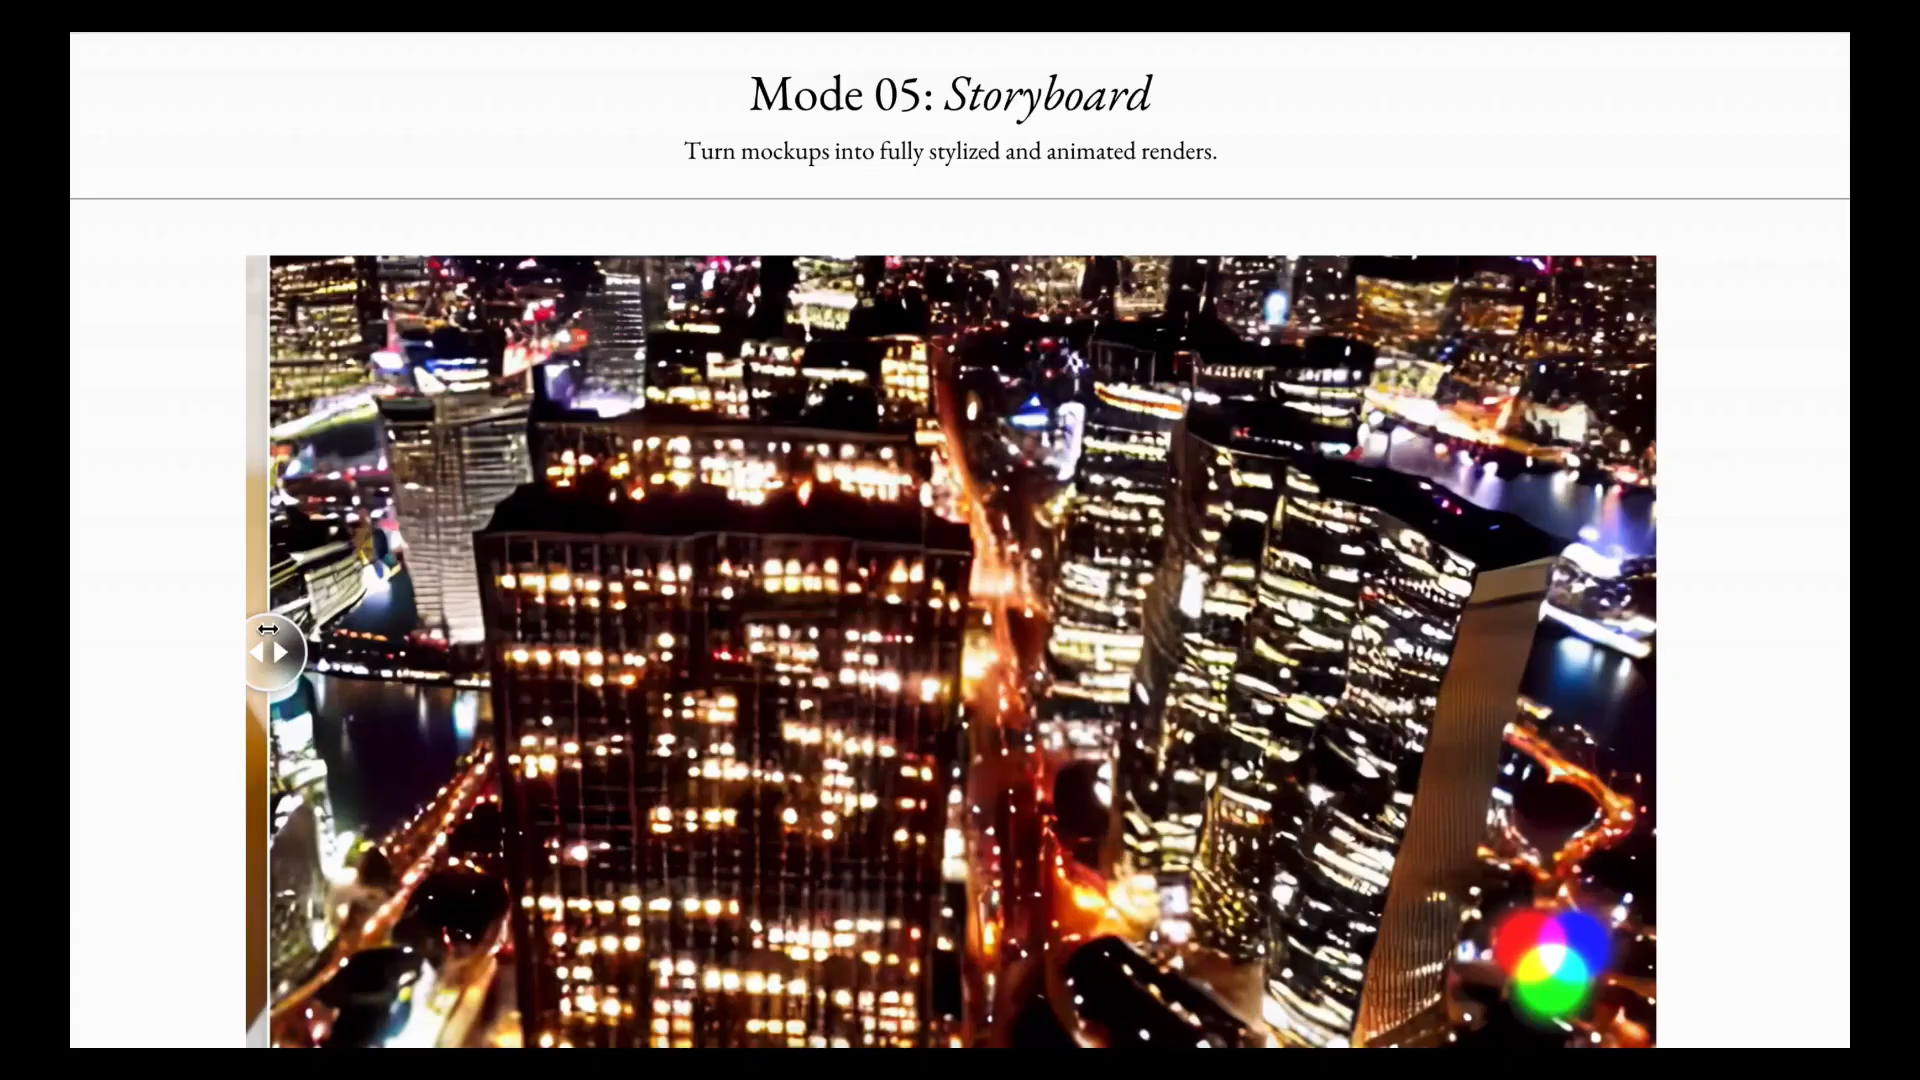 Mode 05: Storyboard
Turn mockups into fully stylized and animated renders.